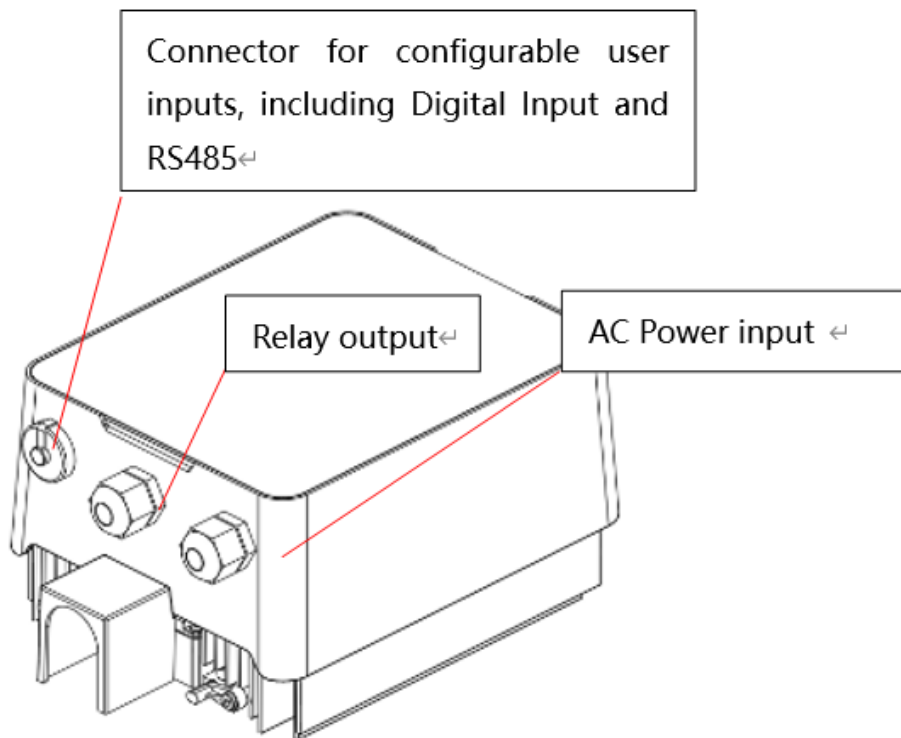 Connector for configurable user
inputs, including Digital Input and
RS485↵
Relay output↵
AC Power input ↵